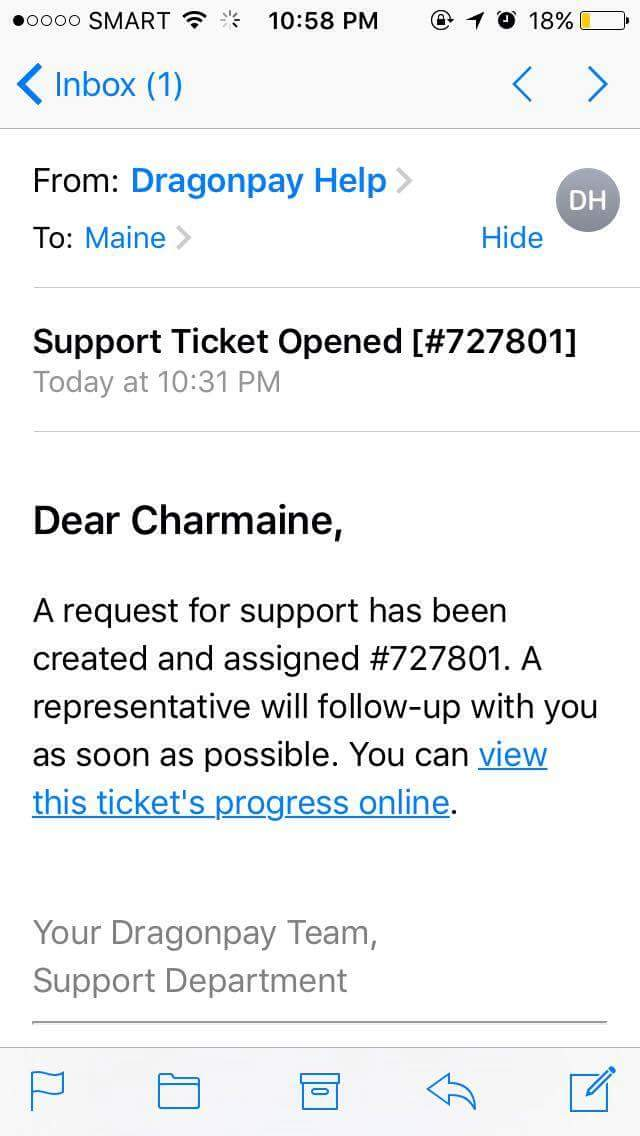 SMART 10:58 PM 18%
Inbox (1)
From: Dragonpay Help
DH
To: Maine Hide
Support Ticket Opened [#727801]
Today at 10:31 PM
Dear Charmaine,
A request for support has been
created and assigned #727801. A
representative will follow-up with you
as soon as possible. You can view
this ticket's progress online.
Your Dragonpay Team,
Support Department